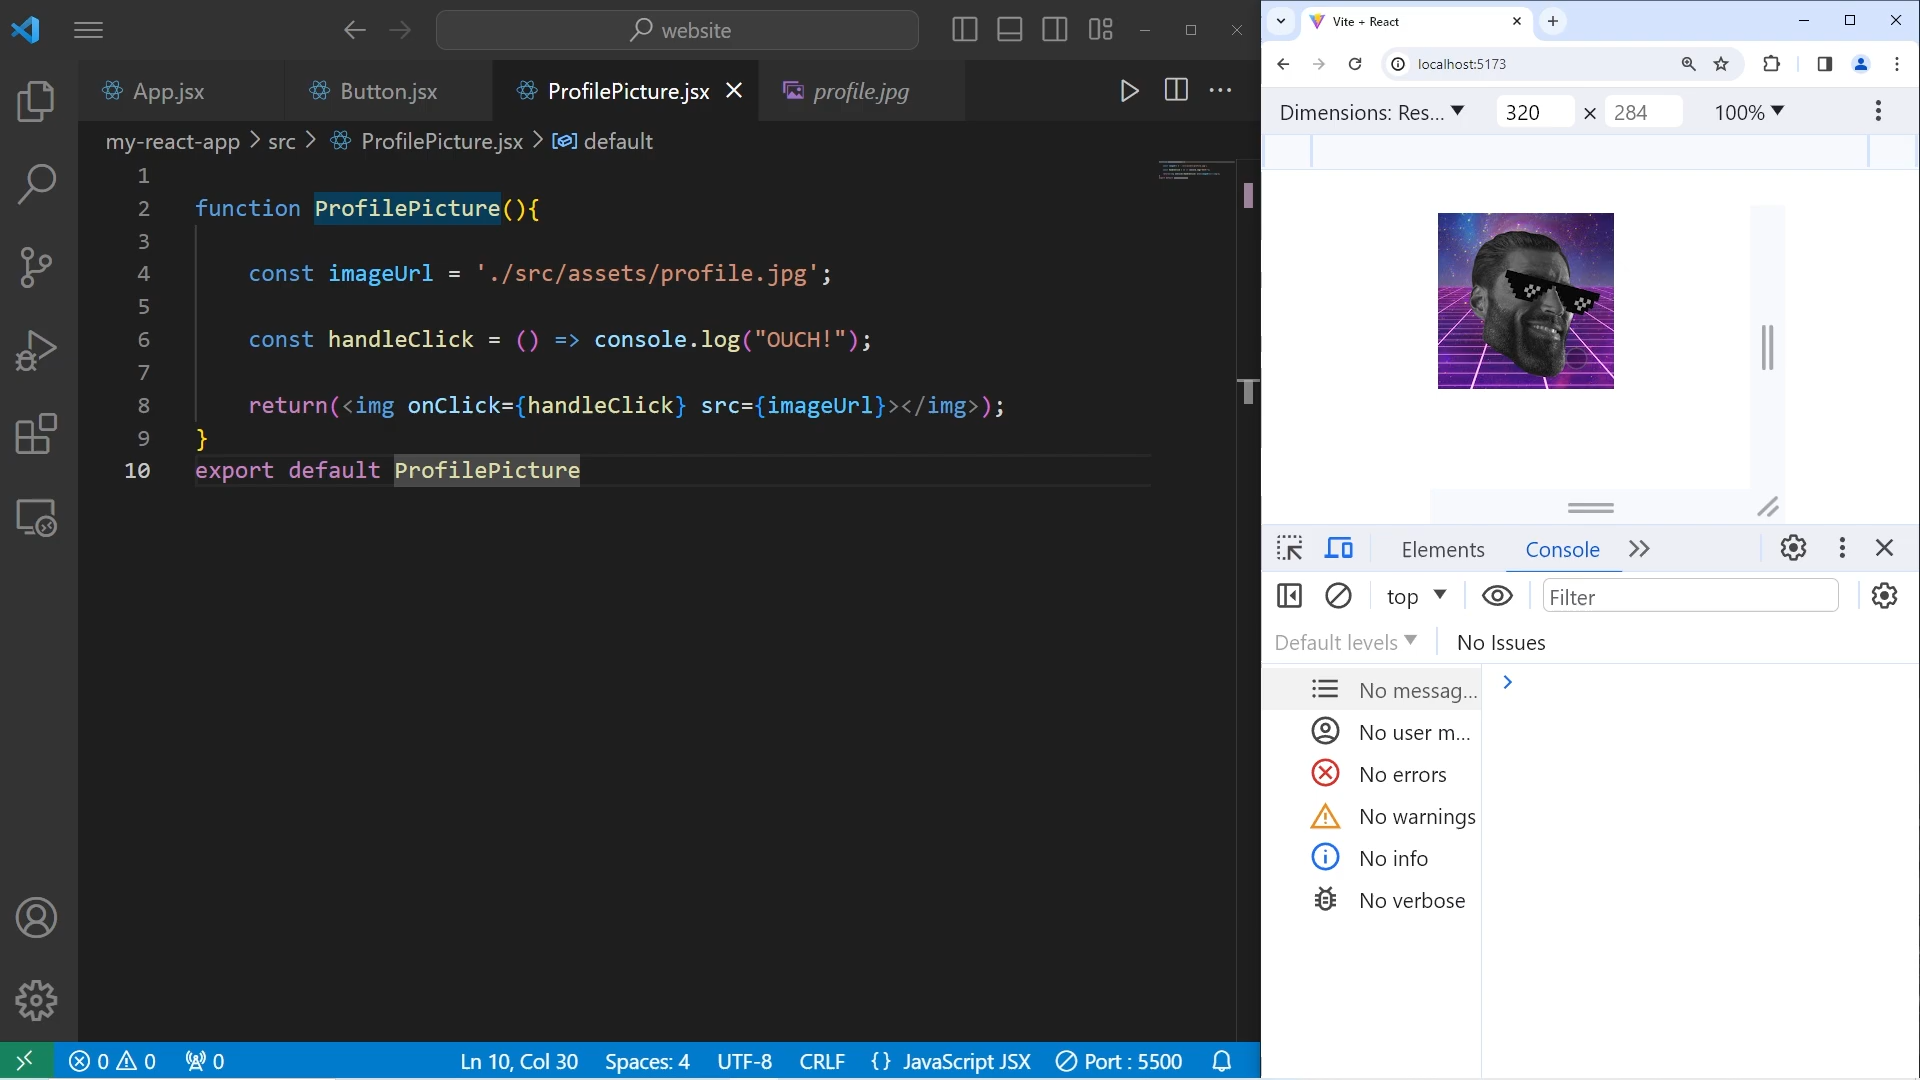 website
App.jsx
Button.jsx
ProfilePicture.jsx
profile.jpg
my-react-app > src > ProfilePicture.jsx > default
1
2 function ProfilePicture(){
3
4 const imageUrl = './src/assets/profile.jpg';
5
6 const handleClick = () => console.log("OUCH!");
7
8 return(<img onClick={handleClick} src={imageUrl}></img>);
9 }
10 export default ProfilePicture
0 0 0
Ln 10, Col 30
Spaces: 4
UTF-8
CRLF
{} JavaScript JSX
Port : 5500
Vite + React
localhost:5173
Dimensions: Res...
320 × 284
100%
Elements
Console
top
Filter
Default levels
No Issues
No messag...
No user m...
No errors
No warnings
No info
No verbose